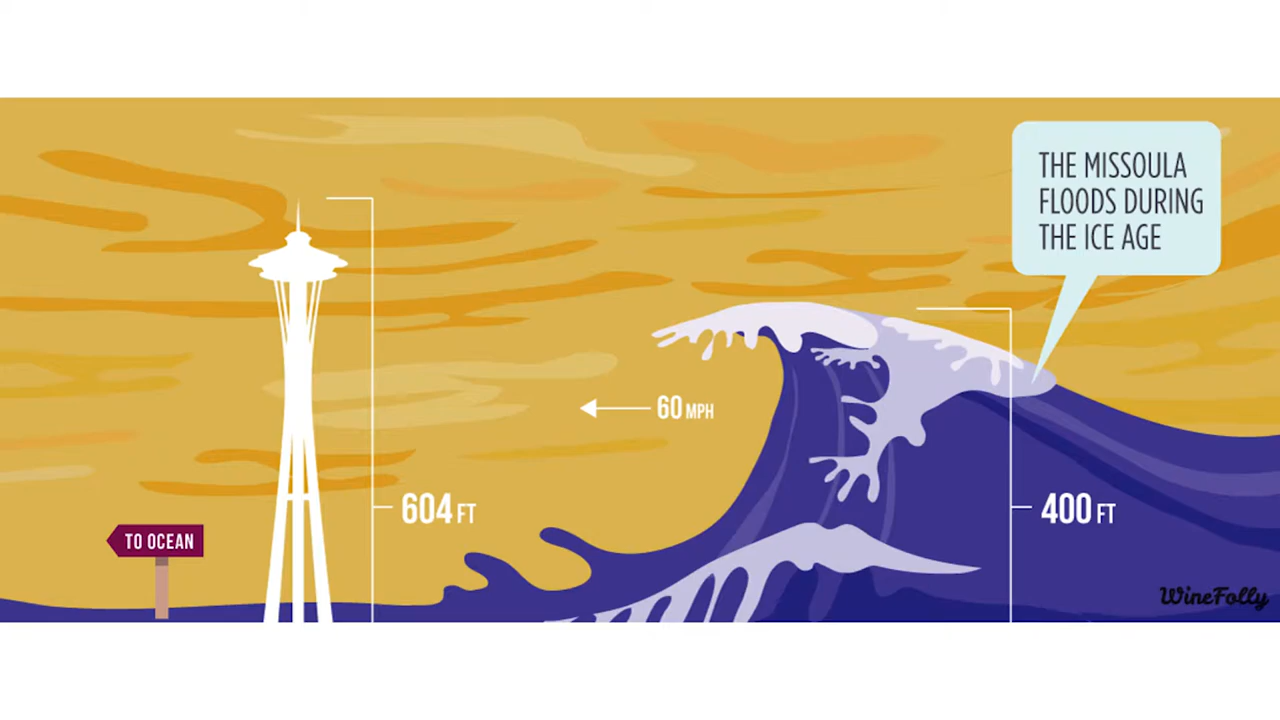 THE MISSOULA
FLOODS DURING
THE ICE AGE
60 MPH
604 FT
400 FT
TO OCEAN
WineFolly